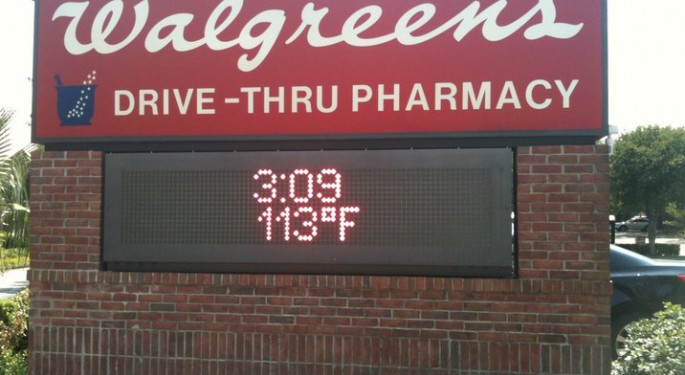 Walgreens
DRIVE-THRU PHARMACY
3:09
113°F